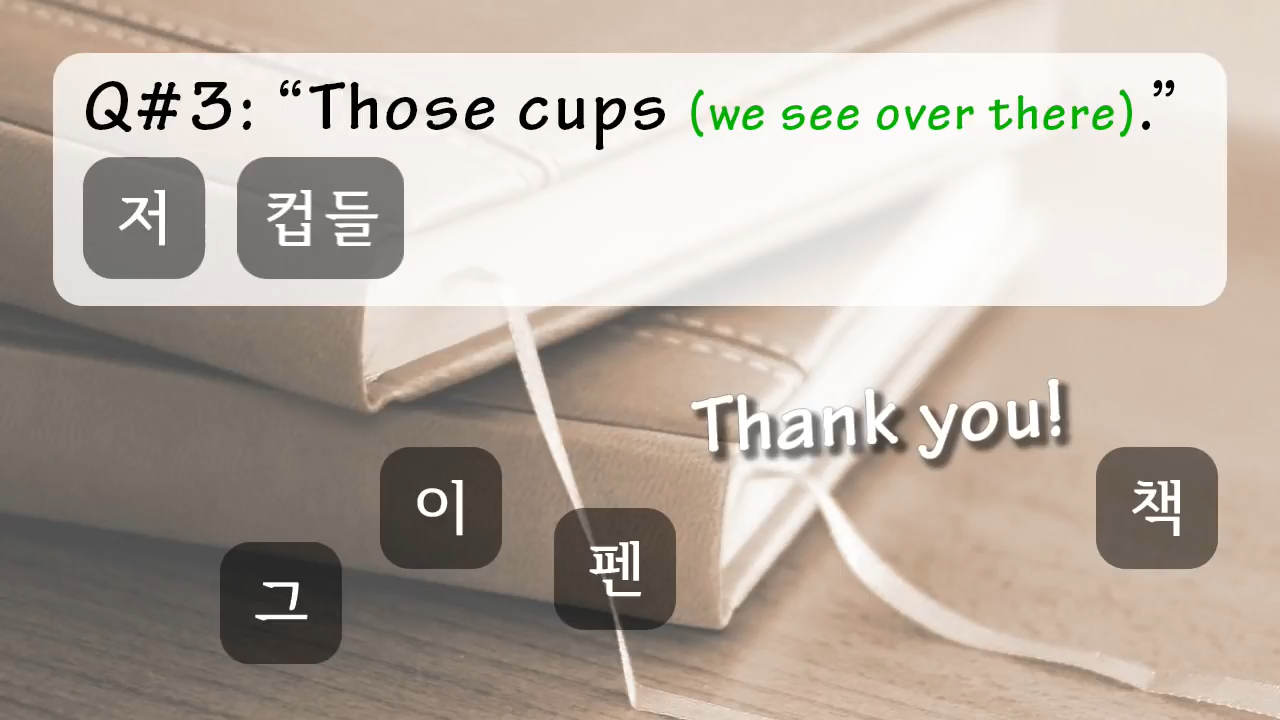 Q#3: “Those cups (we see over there).”
저 컵들
Thank you!
이
책
펜
그